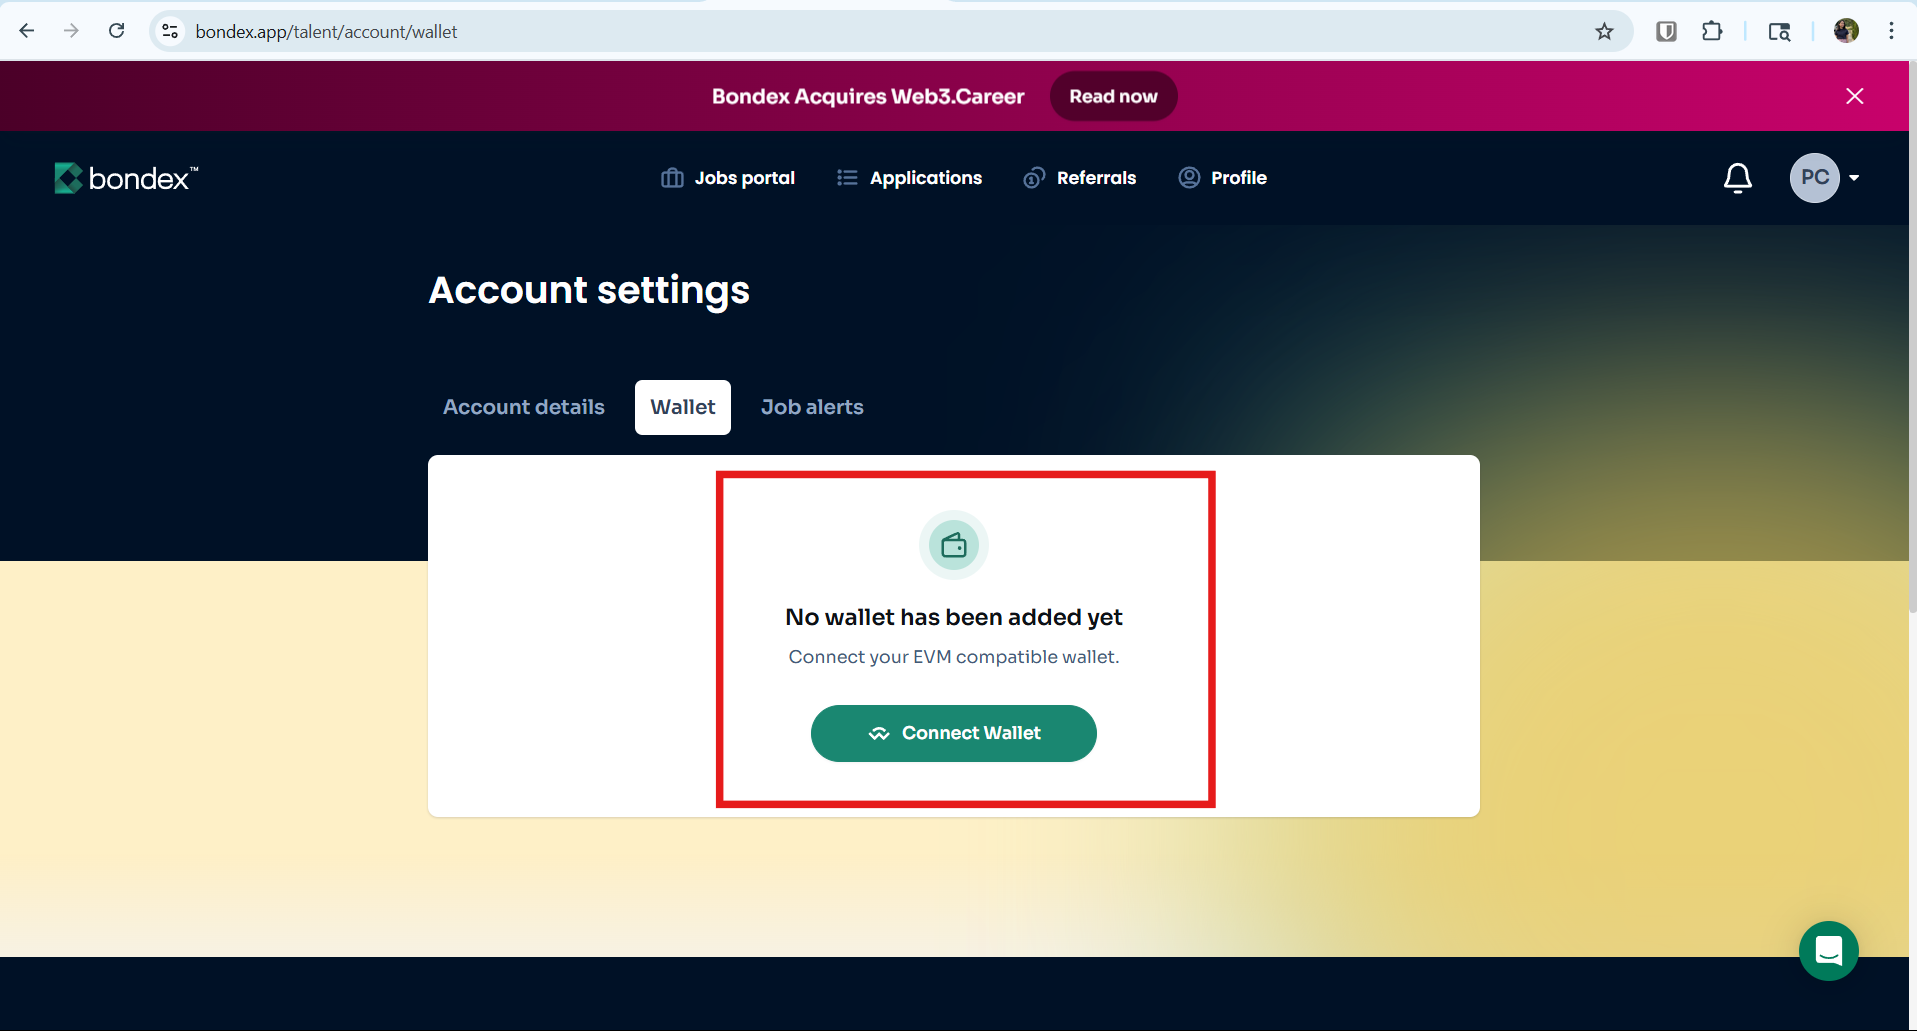 bondex.app/talent/account/wallet
Bondex Acquires Web3.Career Read now
bondex™ Jobs portal Applications Referrals Profile PC
Account settings
Account details Wallet Job alerts
No wallet has been added yet
Connect your EVM compatible wallet.
Connect Wallet